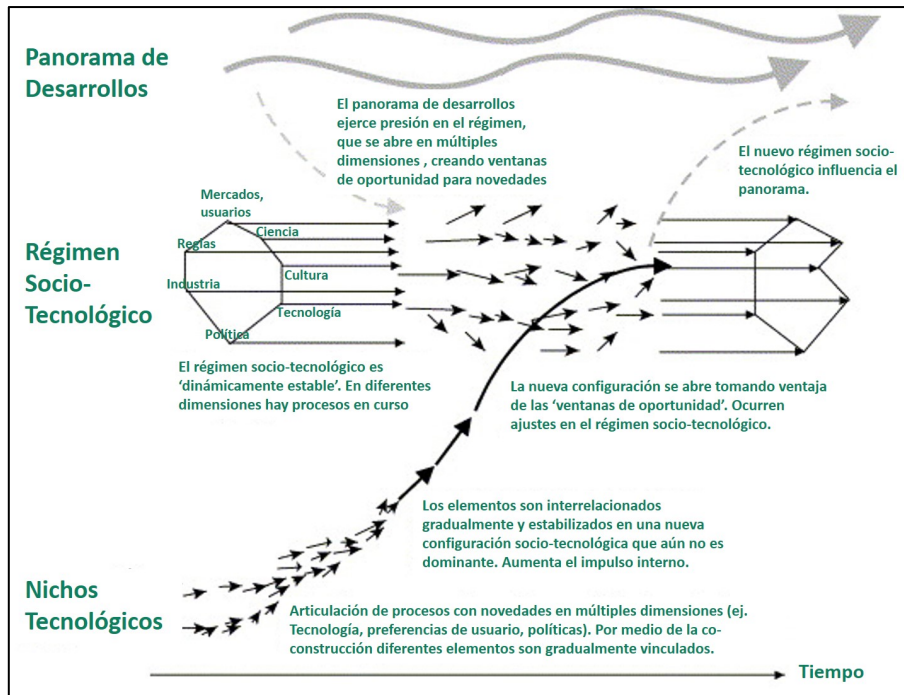 Panorama de
Desarrollos
El panorama de desarrollos
ejerce presión en el régimen,
que se abre en múltiples
dimensiones , creando ventanas
de oportunidad para novedades
El nuevo régimen socio-
tecnológico influencia el
panorama.
Régimen
Socio-
Tecnológico
Mercados,
usuarios
Ciencia
Reglas
Cultura
Industria
Tecnología
Política
El régimen socio-tecnológico es
‘dinámicamente estable’. En diferentes
dimensiones hay procesos en curso
La nueva configuración se abre tomando ventaja
de las ‘ventanas de oportunidad’. Ocurren
ajustes en el régimen socio-tecnológico.
Los elementos son interrelacionados
gradualmente y estabilizados en una nueva
configuración socio-tecnológica que aún no es
dominante. Aumenta el impulso interno.
Nichos
Tecnológicos
Articulación de procesos con novedades en múltiples dimensiones (ej.
Tecnología, preferencias de usuario, políticas). Por medio de la co-
construcción diferentes elementos son gradualmente vinculados.
Tiempo